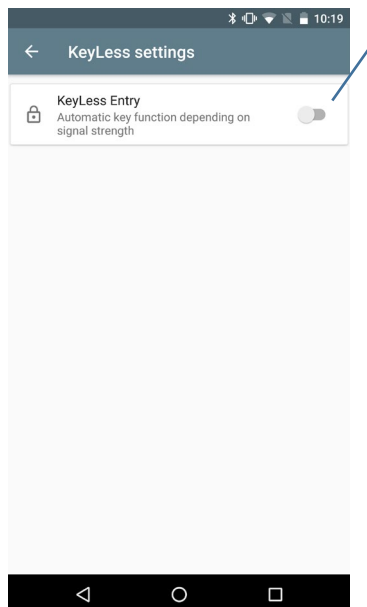 10:19
KeyLess settings
KeyLess Entry
Automatic key function depending on
signal strength